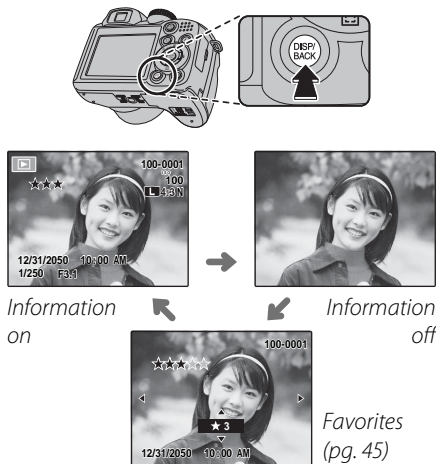 DISP/
BACK
100-0001
ISO 100
L 4:3 N
12/31/2050 10:00 AM
1/250 F3.1
Information
on
Information
off
100-0001
★ 3
12/31/2050 10:00 AM
Favorites
(pg. 45)